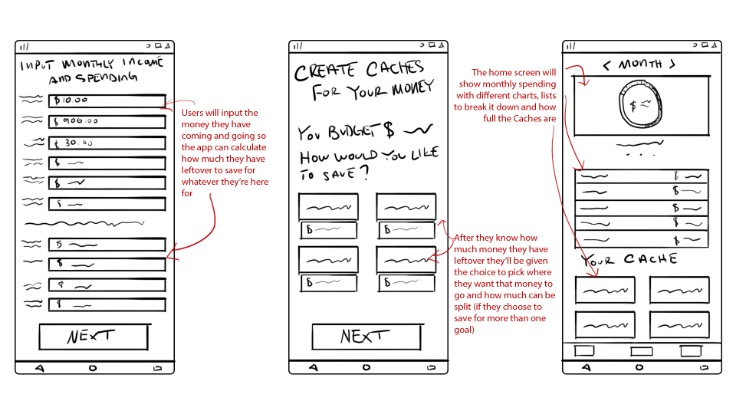 INPUT MONTHLY INCOME
AND SPENDING
$10.00
$900.00
$30.00
$
$
$
$
$
$
$
NEXT
Users will input the
money they have
coming and going so
the app can calculate
how much they have
leftover to save for
whatever they're here
for
CREATE CACHES
FOR YOUR MONEY
YOU BUDGET $
HOW WOULD YOU LIKE
TO SAVE?
$
$
$
$
NEXT
After they know how
much money they have
leftover they'll be given
the choice to pick where
they want that money to
go and how much can be
split (if they choose to
save for more than one
goal)
The home screen will
show monthly spending
with different charts, lists
to break it down and how
full the Caches are
< MONTH >
$
$
$
$
$
$
YOUR CACHE